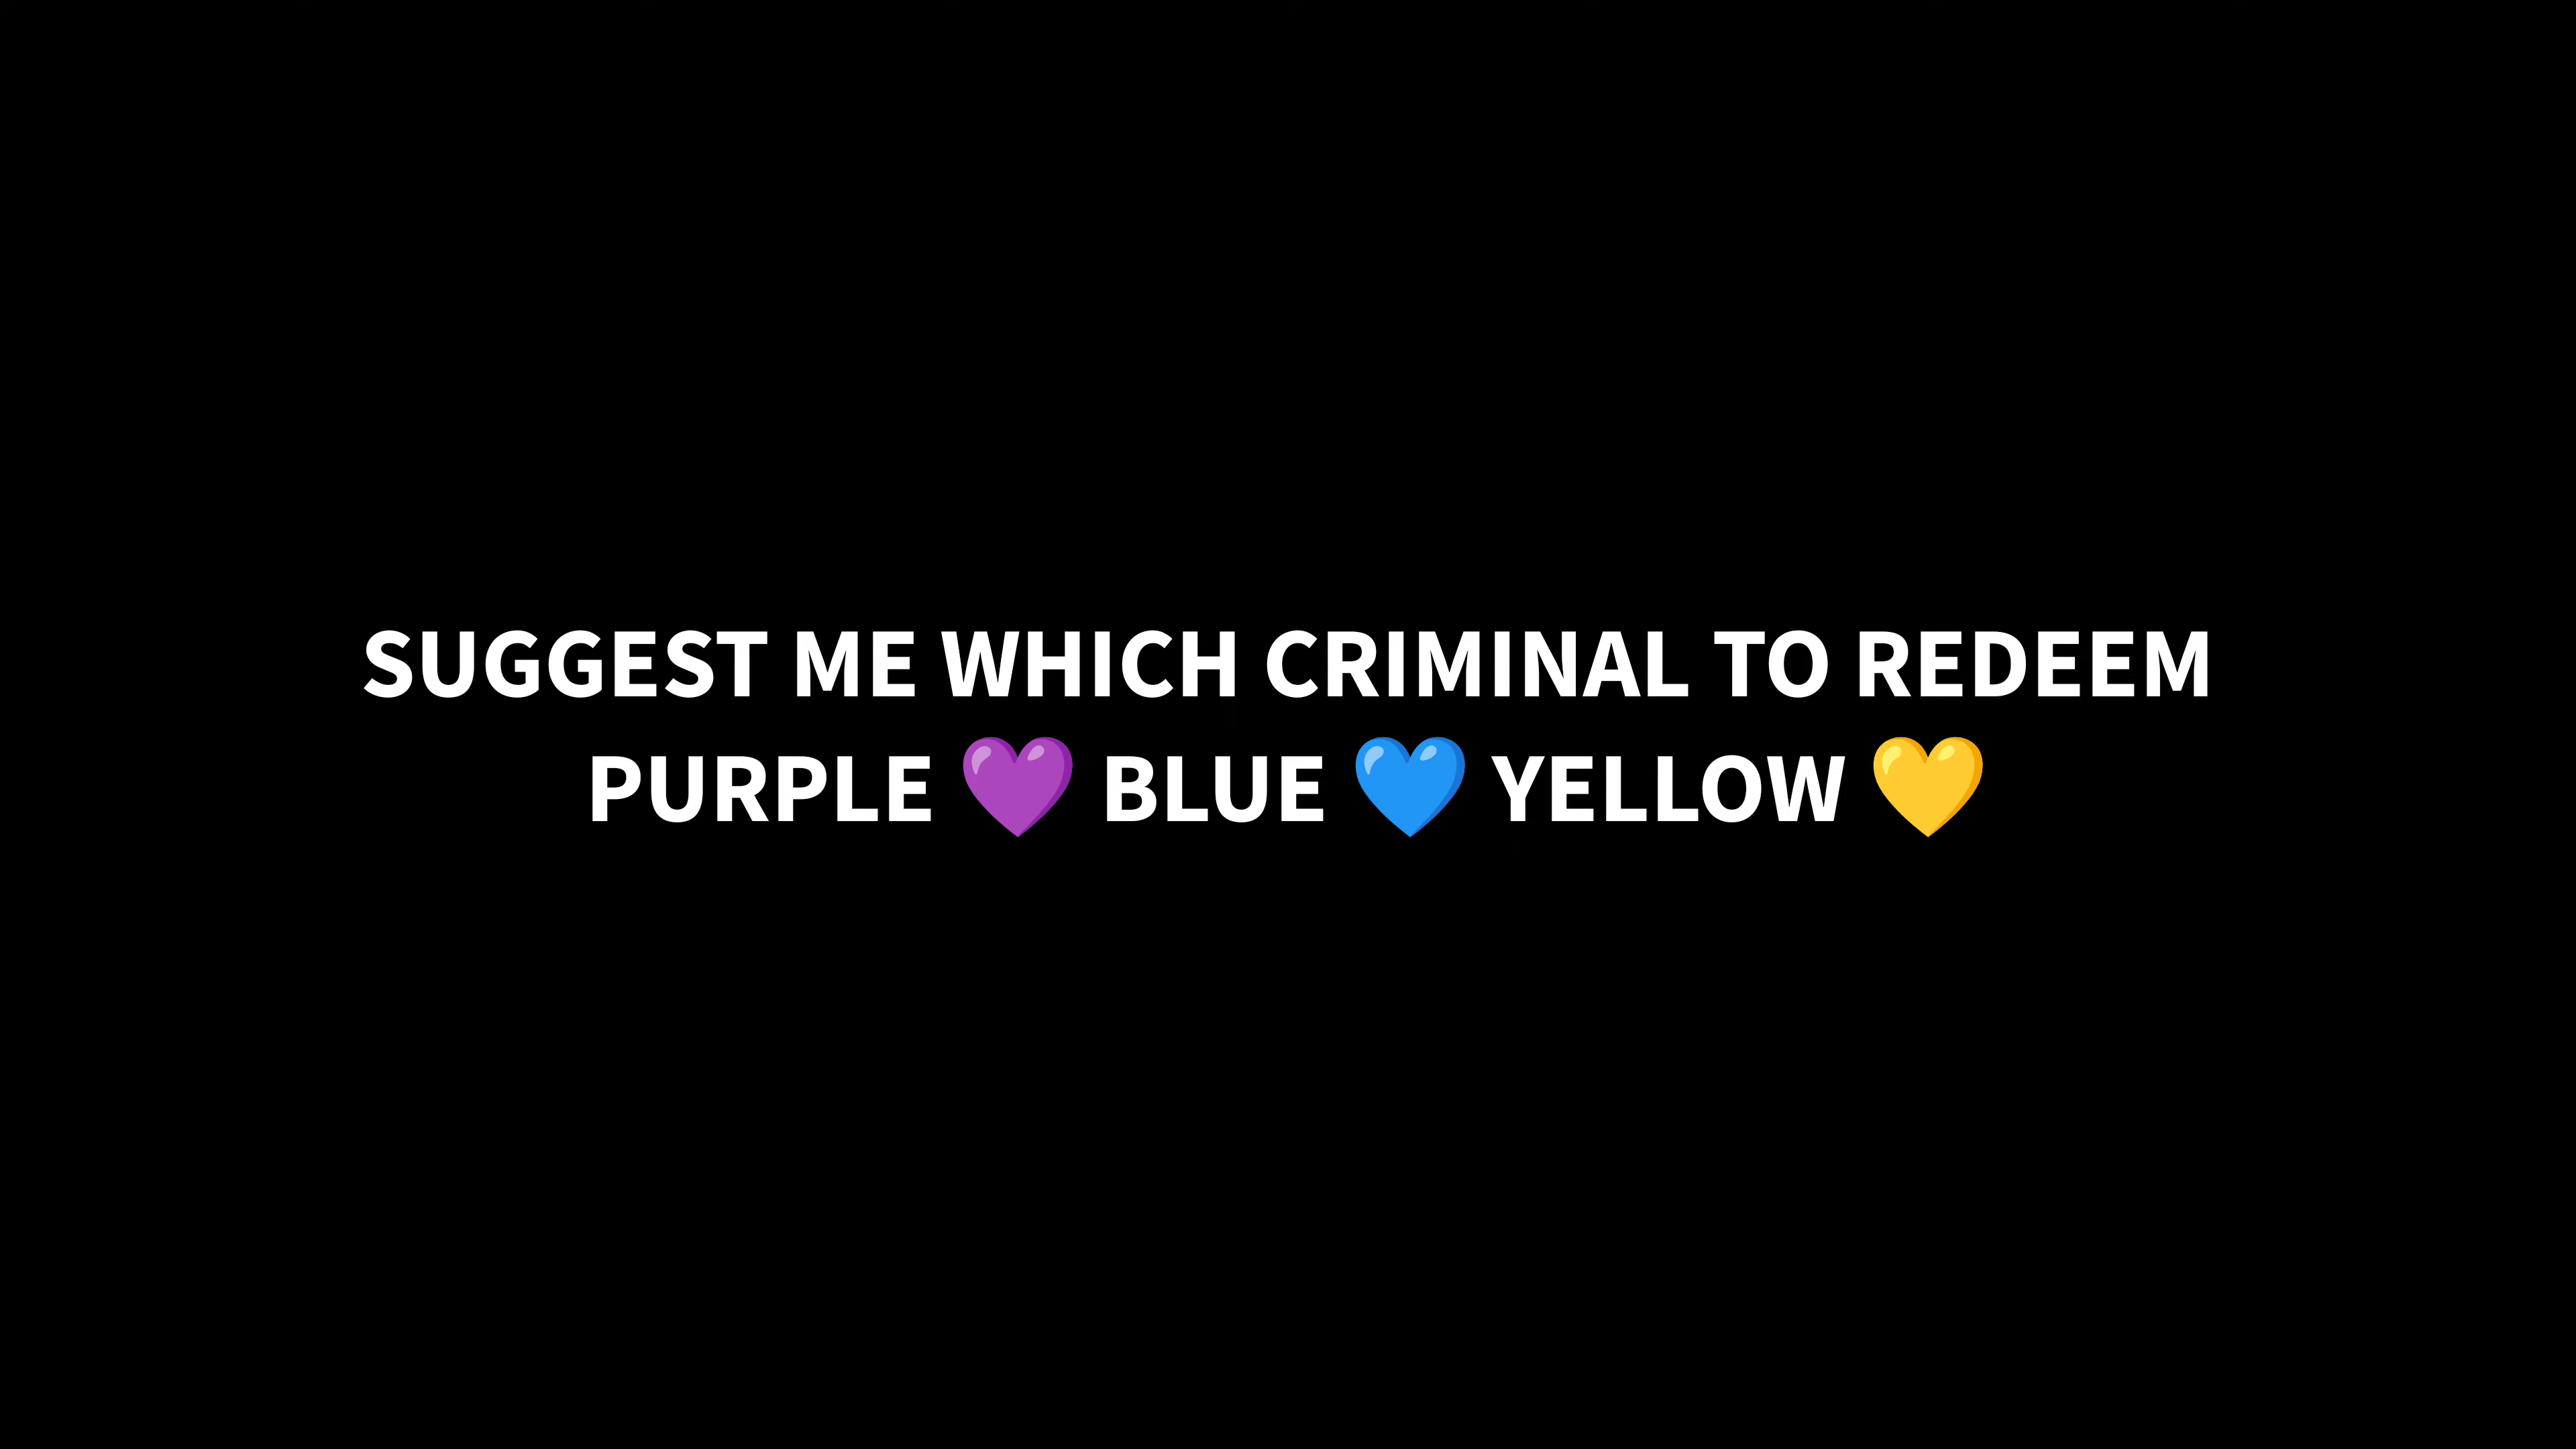 SUGGEST ME WHICH CRIMINAL TO REDEEM
PURPLE 💜 BLUE 💙 YELLOW 💛